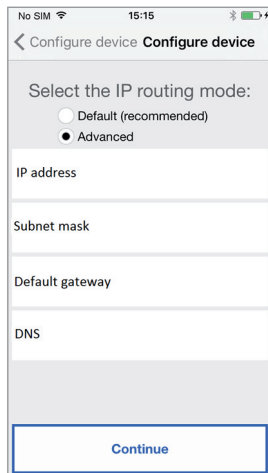 No SIM 15:15
Configure device Configure device
Select the IP routing mode:
Default (recommended)
Advanced
IP address
Subnet mask
Default gateway
DNS
Continue